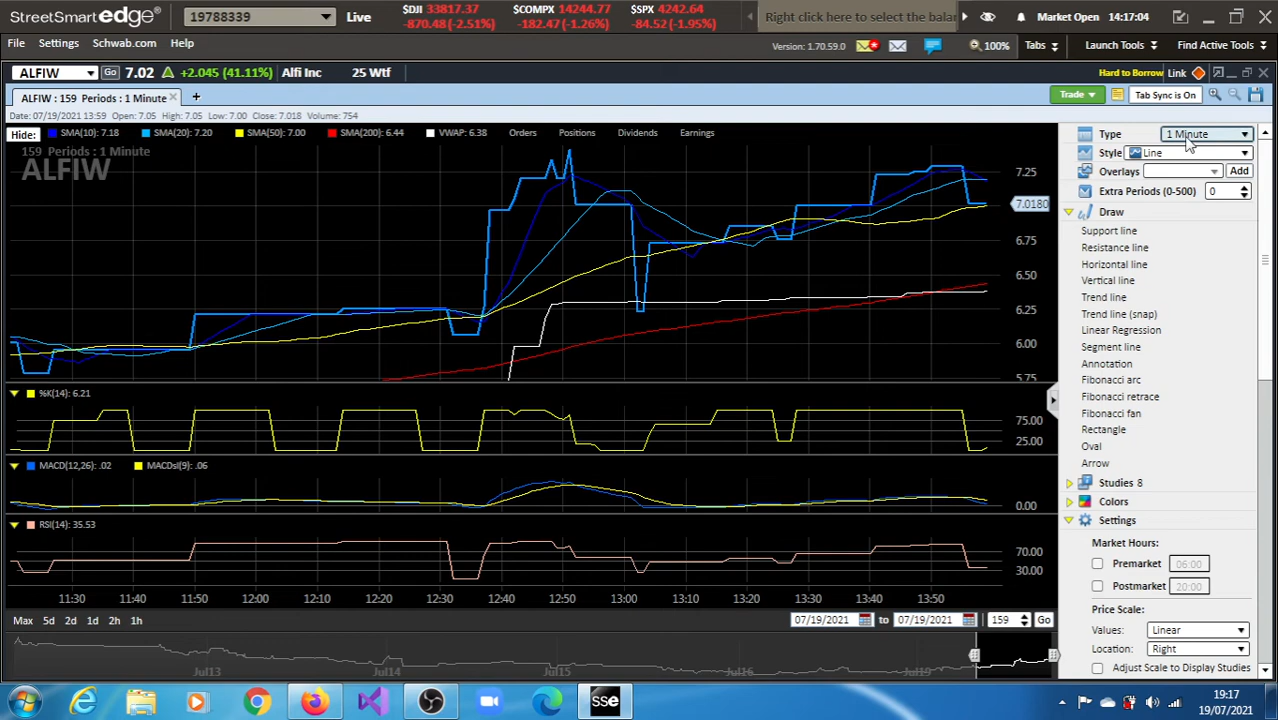 StreetSmart edge® 19788339 Live $DJI 33817.37 $COMPX 14244.77 $SPX 4242.64 Right click here to select the bala Market Open 14:17:04
-870.48 (-2.51%) -182.47 (-1.26%) -84.52 (-1.95%)
File Settings Schwab.com Help Version: 1.70.59.0 100% Tabs Launch Tools Find Active Tools
ALFIW Go 7.02 +2.045 (41.11%) Alfi Inc 25 Wtf Hard to Borrow Link
ALFIW : 159 Periods : 1 Minute × + Trade Tab Sync is On
Date: 07/19/2021 13:59 Open: 7.05 High: 7.05 Low: 7.00 Close: 7.018 Volume: 754
Hide: SMA(10): 7.18 SMA(20): 7.20 SMA(50): 7.00 SMA(200): 6.44 VWAP: 6.38 Orders Positions Dividends Earnings
159 Periods : 1 Minute
ALFIW
7.25
7.0180
6.75
6.50
6.25
6.00
5.75
%K(14): 6.21
75.00
25.00
MACD(12,26): .02 MACDsl(9): .06
0.00
RSI(14): 35.53
70.00
30.00
11:30 11:40 11:50 12:00 12:10 12:20 12:30 12:40 12:50 13:00 13:10 13:20 13:30 13:40 13:50
Max 5d 2d 1d 2h 1h 07/19/2021 to 07/19/2021 159 Go
Jul13 Jul14 Jul15 Jul16 Jul19
Type 1 Minute
Style Line
Overlays Add
Extra Periods (0-500) 0
Draw
Support line
Resistance line
Horizontal line
Vertical line
Trend line
Trend line (snap)
Linear Regression
Segment line
Annotation
Fibonacci arc
Fibonacci retrace
Fibonacci fan
Rectangle
Oval
Arrow
Studies 8
Colors
Settings
Market Hours:
Premarket 06:00
Postmarket 20:00
Price Scale:
Values: Linear
Location: Right
Adjust Scale to Display Studies
sse
19:17
19/07/2021